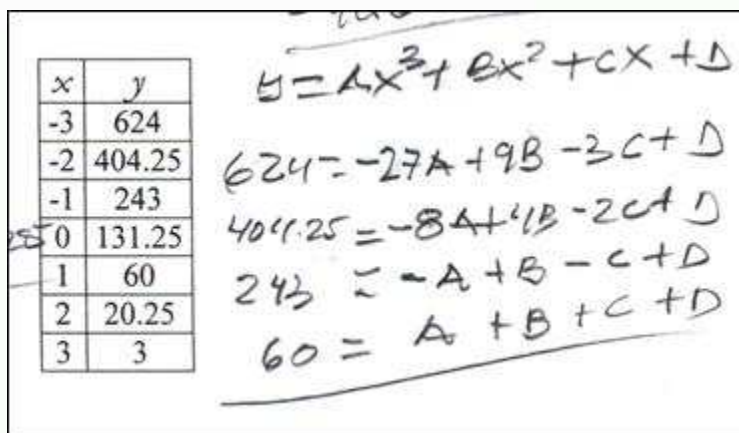 x y
-3 624
-2 404.25
-1 243
0 131.25
1 60
2 20.25
3 3
y=Ax³+Bx²+Cx+D
624=-27A+9B-3C+D
404.25=-8A+4B-2C+D
243=-A+B-C+D
60=A+B+C+D